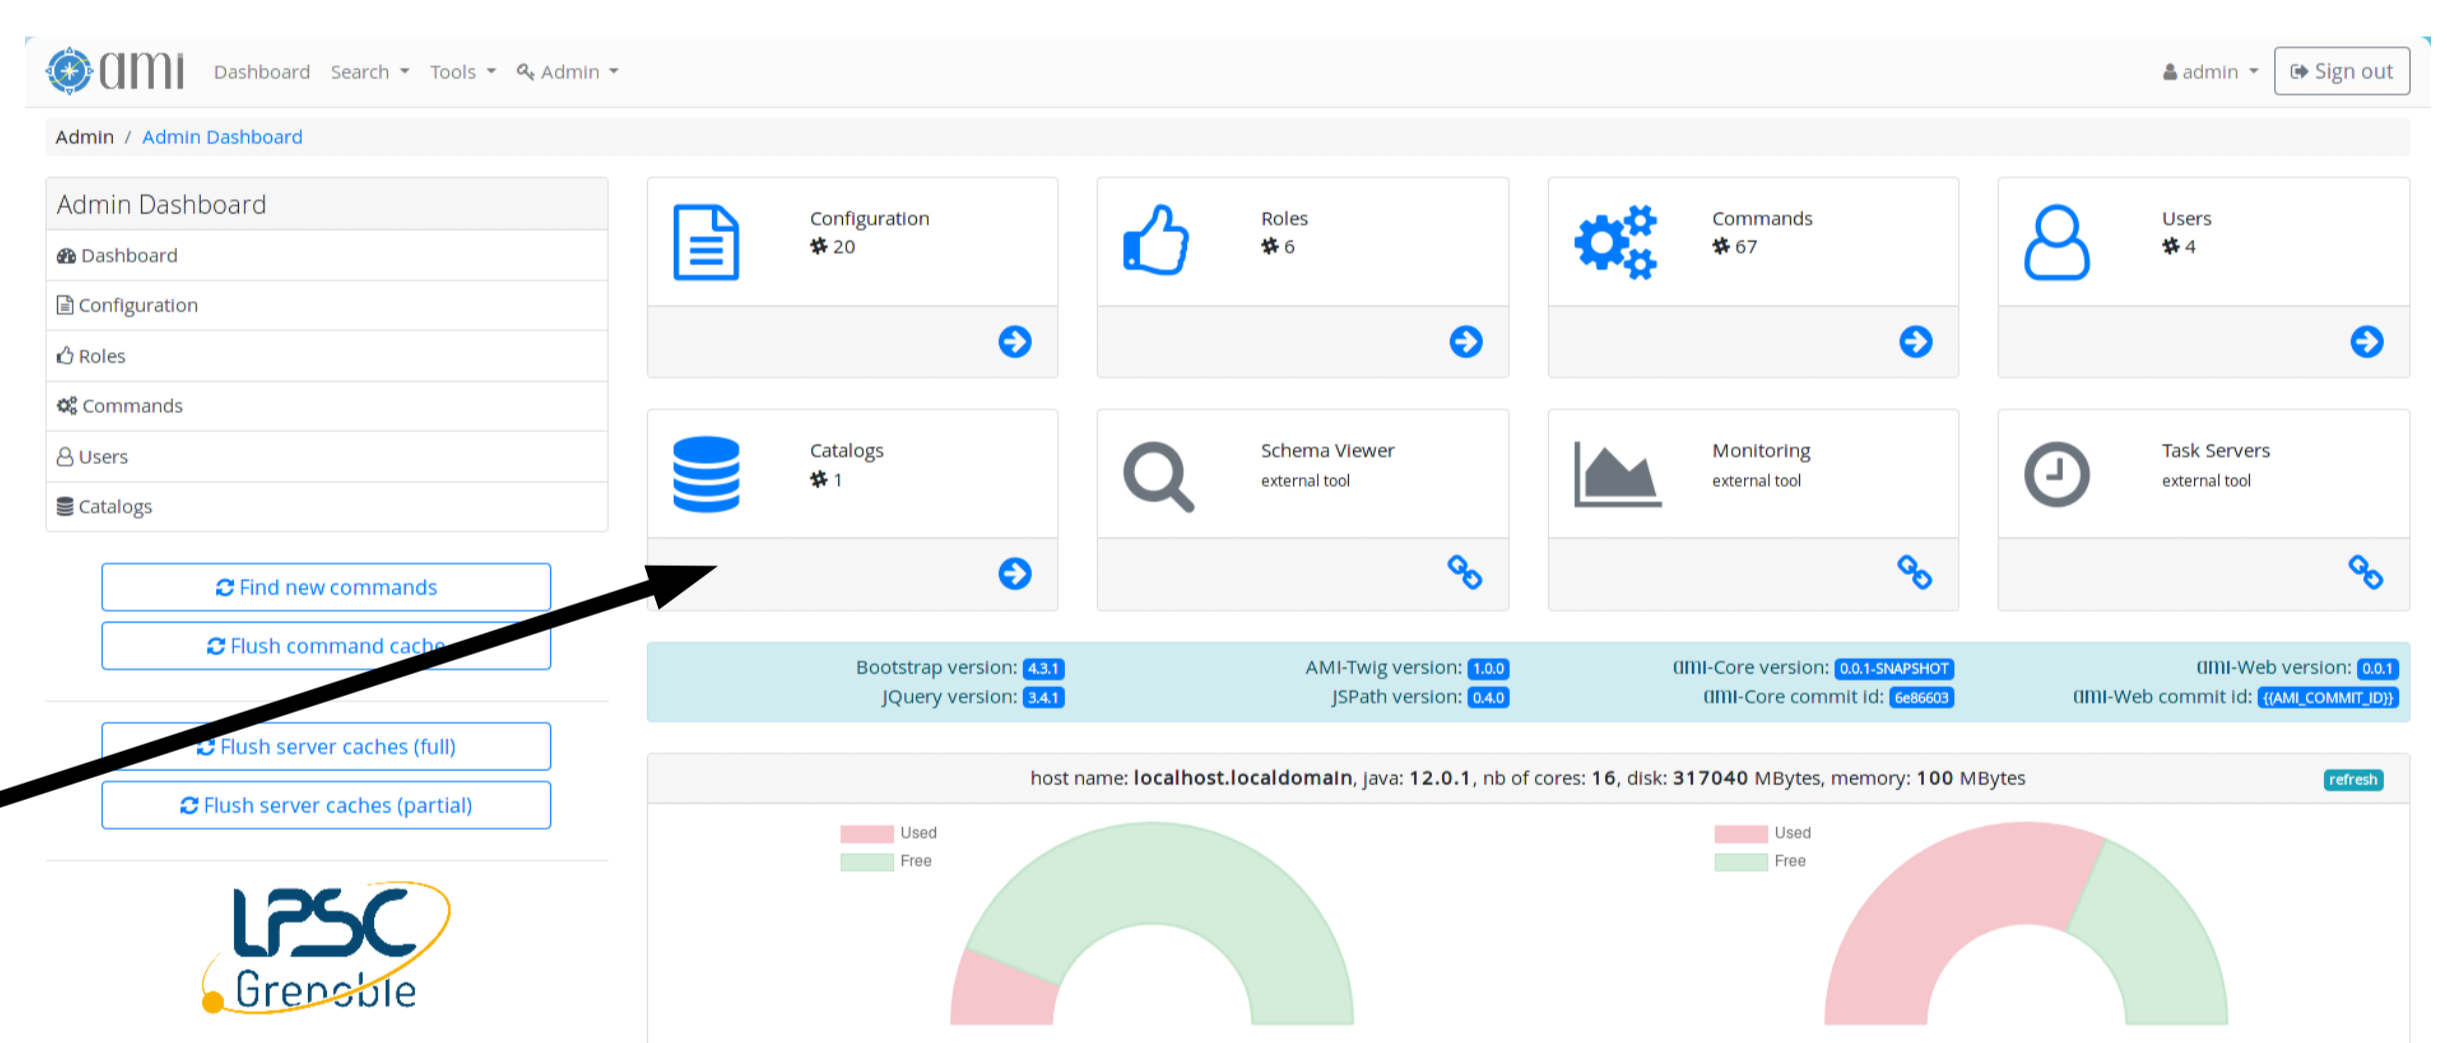 ami Dashboard Search Tools Admin admin Sign out
Admin / Admin Dashboard
Admin Dashboard
Dashboard
Configuration
Roles
Commands
Users
Catalogs
Find new commands
Flush command cache
Flush server caches (full)
Flush server caches (partial)
LPSC
Grenoble
Configuration
# 20
Roles
# 6
Commands
# 67
Users
# 4
Catalogs
# 1
Schema Viewer
external tool
Monitoring
external tool
Task Servers
external tool
Bootstrap version: 4.3.1 AMI-Twig version: 1.0.0 ami-Core version: 0.0.1-SNAPSHOT ami-Web version: 0.0.1
JQuery version: 3.4.1 JSPath version: 0.4.0 ami-Core commit id: 6e86603 ami-Web commit id: {{AMI_COMMIT_ID}}
host name: localhost.localdomain, java: 12.0.1, nb of cores: 16, disk: 317040 MBytes, memory: 100 MBytes refresh
Used
Free
Used
Free